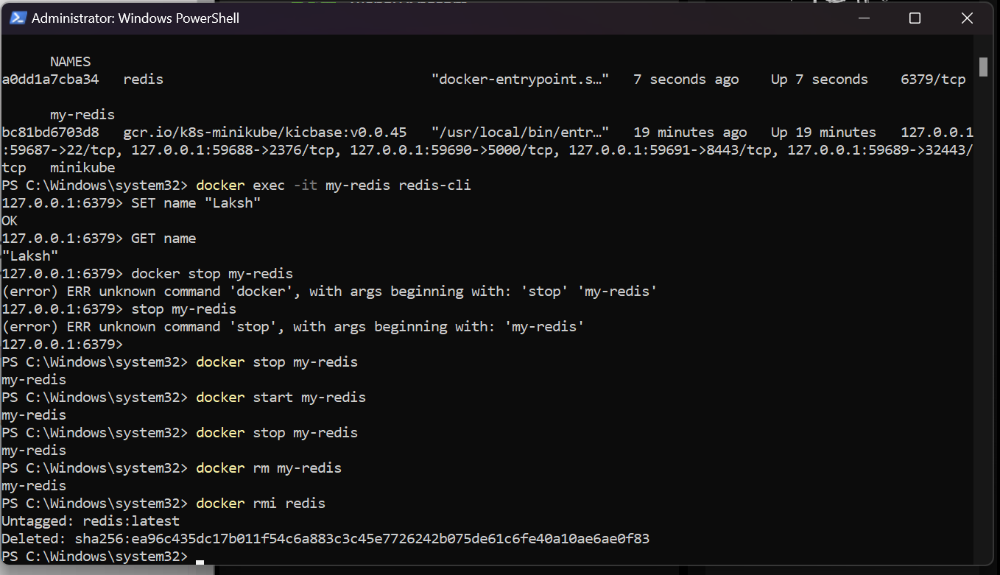 Administrator: Windows PowerShell
NAMES
a0dd1a7cba34   redis                                 "docker-entrypoint.s…"   7 seconds ago    Up 7 seconds    6379/tcp
my-redis
bc81bd6703d8   gcr.io/k8s-minikube/kicbase:v0.0.45   "/usr/local/bin/entr…"   19 minutes ago   Up 19 minutes   127.0.0.1
:59687->22/tcp, 127.0.0.1:59688->2376/tcp, 127.0.0.1:59690->5000/tcp, 127.0.0.1:59691->8443/tcp, 127.0.0.1:59689->32443/
tcp   minikube
PS C:\Windows\system32> docker exec -it my-redis redis-cli
127.0.0.1:6379> SET name "Laksh"
OK
127.0.0.1:6379> GET name
"Laksh"
127.0.0.1:6379> docker stop my-redis
(error) ERR unknown command 'docker', with args beginning with: 'stop' 'my-redis'
127.0.0.1:6379> stop my-redis
(error) ERR unknown command 'stop', with args beginning with: 'my-redis'
127.0.0.1:6379>
PS C:\Windows\system32> docker stop my-redis
my-redis
PS C:\Windows\system32> docker start my-redis
my-redis
PS C:\Windows\system32> docker stop my-redis
my-redis
PS C:\Windows\system32> docker rm my-redis
my-redis
PS C:\Windows\system32> docker rmi redis
Untagged: redis:latest
Deleted: sha256:ea96c435dc17b011f54c6a883c3c45e7726242b075de61c6fe40a10ae6ae0f83
PS C:\Windows\system32>